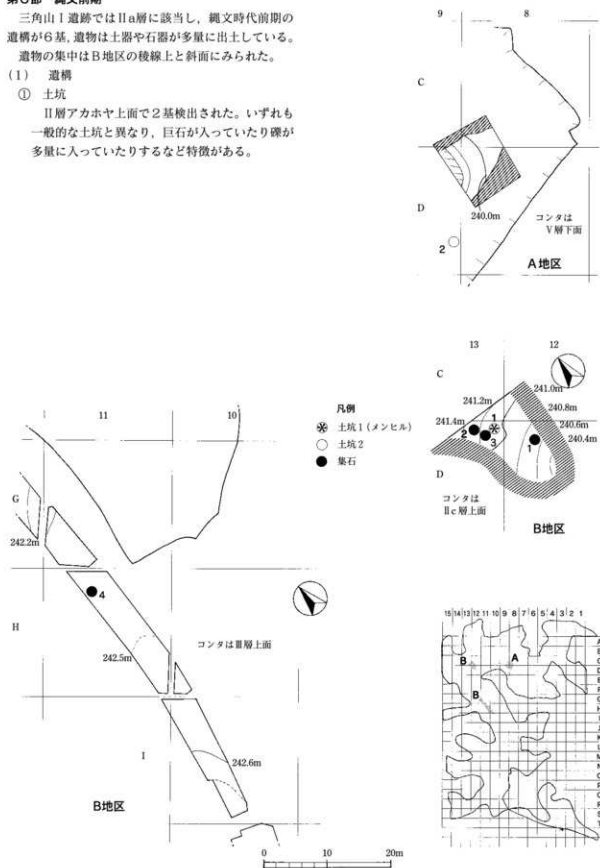 三角山Ⅰ遺跡ではⅡa層に該当し，縄文時代前期の
遺構が6基，遺物は土器や石器が多量に出土している。
遺物の集中はB地区の稜線上と斜面にみられた。
(1) 遺構
① 土坑
Ⅱ層アカホヤ上面で2基検出された。いずれも
一般的な土坑と異なり，巨石が入っていたり礫が
多量に入っていたりするなど特徴がある。
9 8
C
D
240.0m
コンタは
Ⅴ層下面
2
A地区
13 12
C
241.0m
241.2m
240.8m
241.4m
1
240.6m
2
3
1
240.4m
D
コンタは
Ⅱc層上面
B地区
凡例
土坑1(メンヒル)
土坑2
集石
11 10
G
242.2m
4
H
コンタはⅢ層上面
242.5m
I
242.6m
B地区
0 10 20m
15 14 13 12 11 10 9 8 7 6 5 4 3 2 1
B
A
B